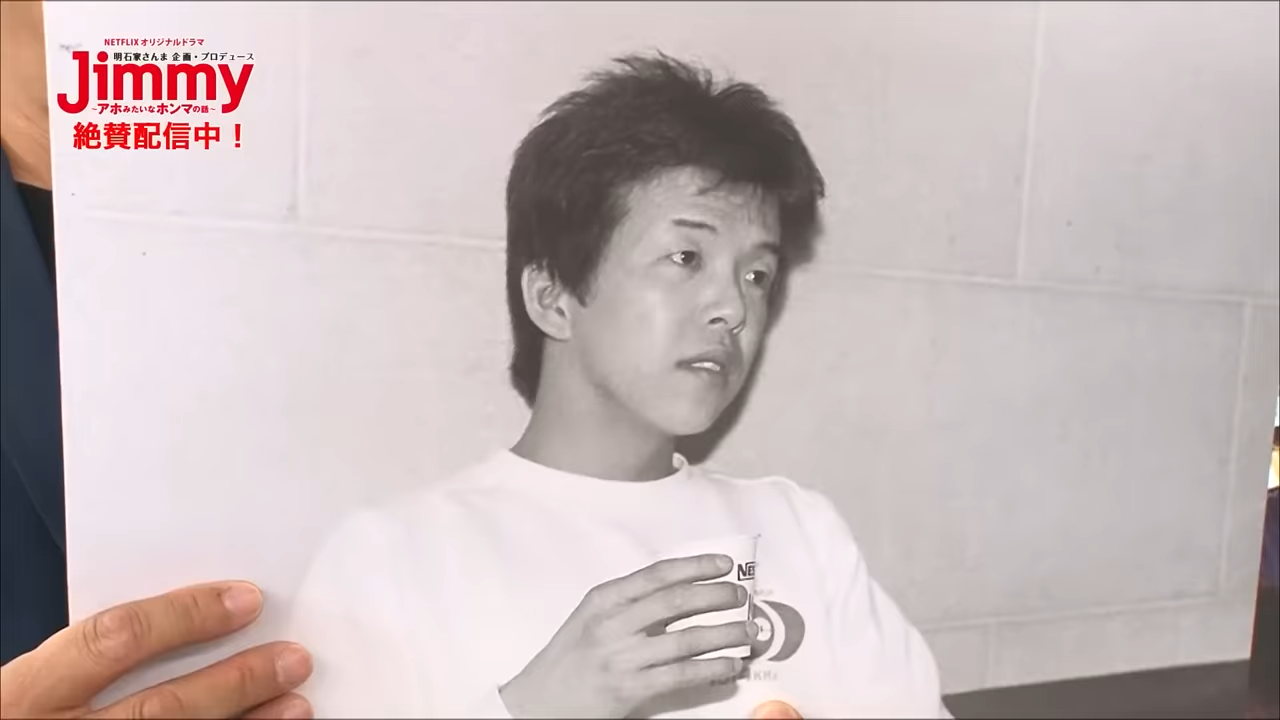 NETFLIX オリジナルドラマ
明石家さんま 企画・プロデュース
Jimmy
~アホみたいなホンマの話~
絶賛配信中！
NES